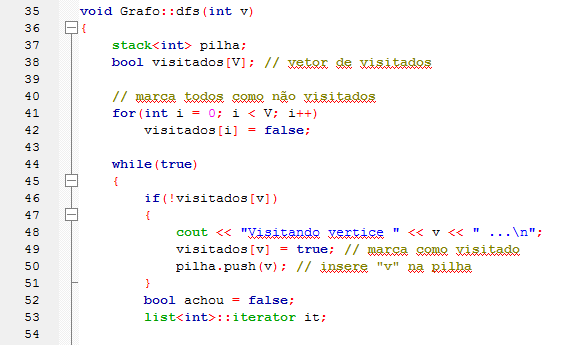 35 void Grafo::dfs(int v)
36 {
37 stack<int> pilha;
38 bool visitados[V]; // vetor de visitados
39
40 // marca todos como não visitados
41 for(int i = 0; i < V; i++)
42 visitados[i] = false;
43
44 while(true)
45 {
46 if(!visitados[v])
47 {
48 cout << "Visitando vertice " << v << " ...\n";
49 visitados[v] = true; // marca como visitado
50 pilha.push(v); // insere "v" na pilha
51 }
52 bool achou = false;
53 list<int>::iterator it;
54